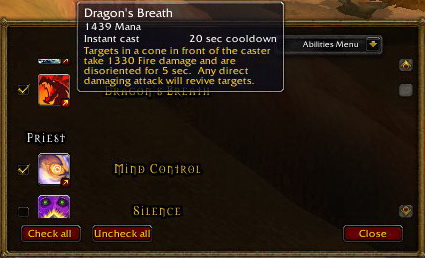 Dragon's Breath
1439 Mana
Instant cast 20 sec cooldown
Targets in a cone in front of the caster
take 1330 Fire damage and are
disoriented for 5 sec. Any direct
damaging attack will revive targets.
Abilities Menu
Dragon's Breath
Priest
Mind Control
Silence
Check all Uncheck all Close